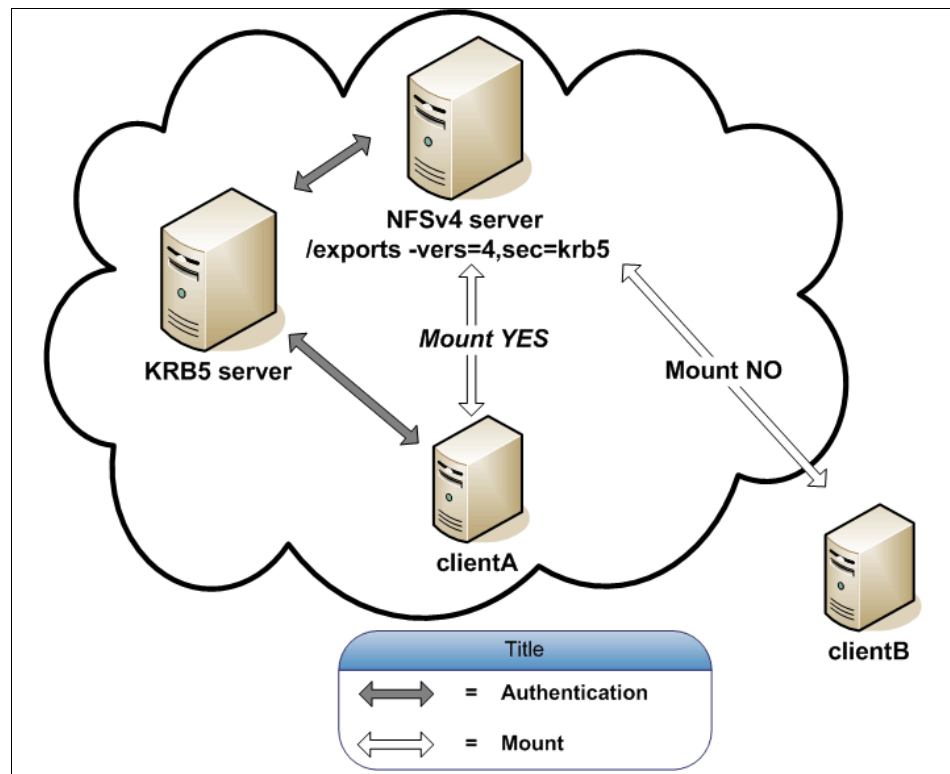 NFSv4 server
/exports -vers=4,sec=krb5
KRB5 server
Mount YES
Mount NO
clientA
clientB
Title
= Authentication
= Mount